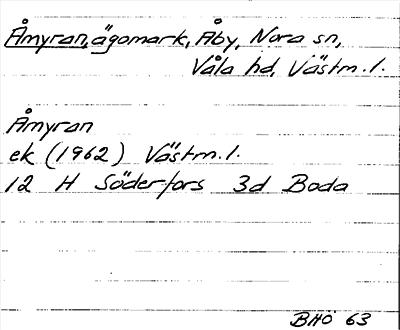 Åmyran, ägomark, Åby, Nora sn,
Våla hd, Västm. l.
Åmyran
ek (1962) Västm. l.
12 H Söderfors 3d Boda
BHÖ 63